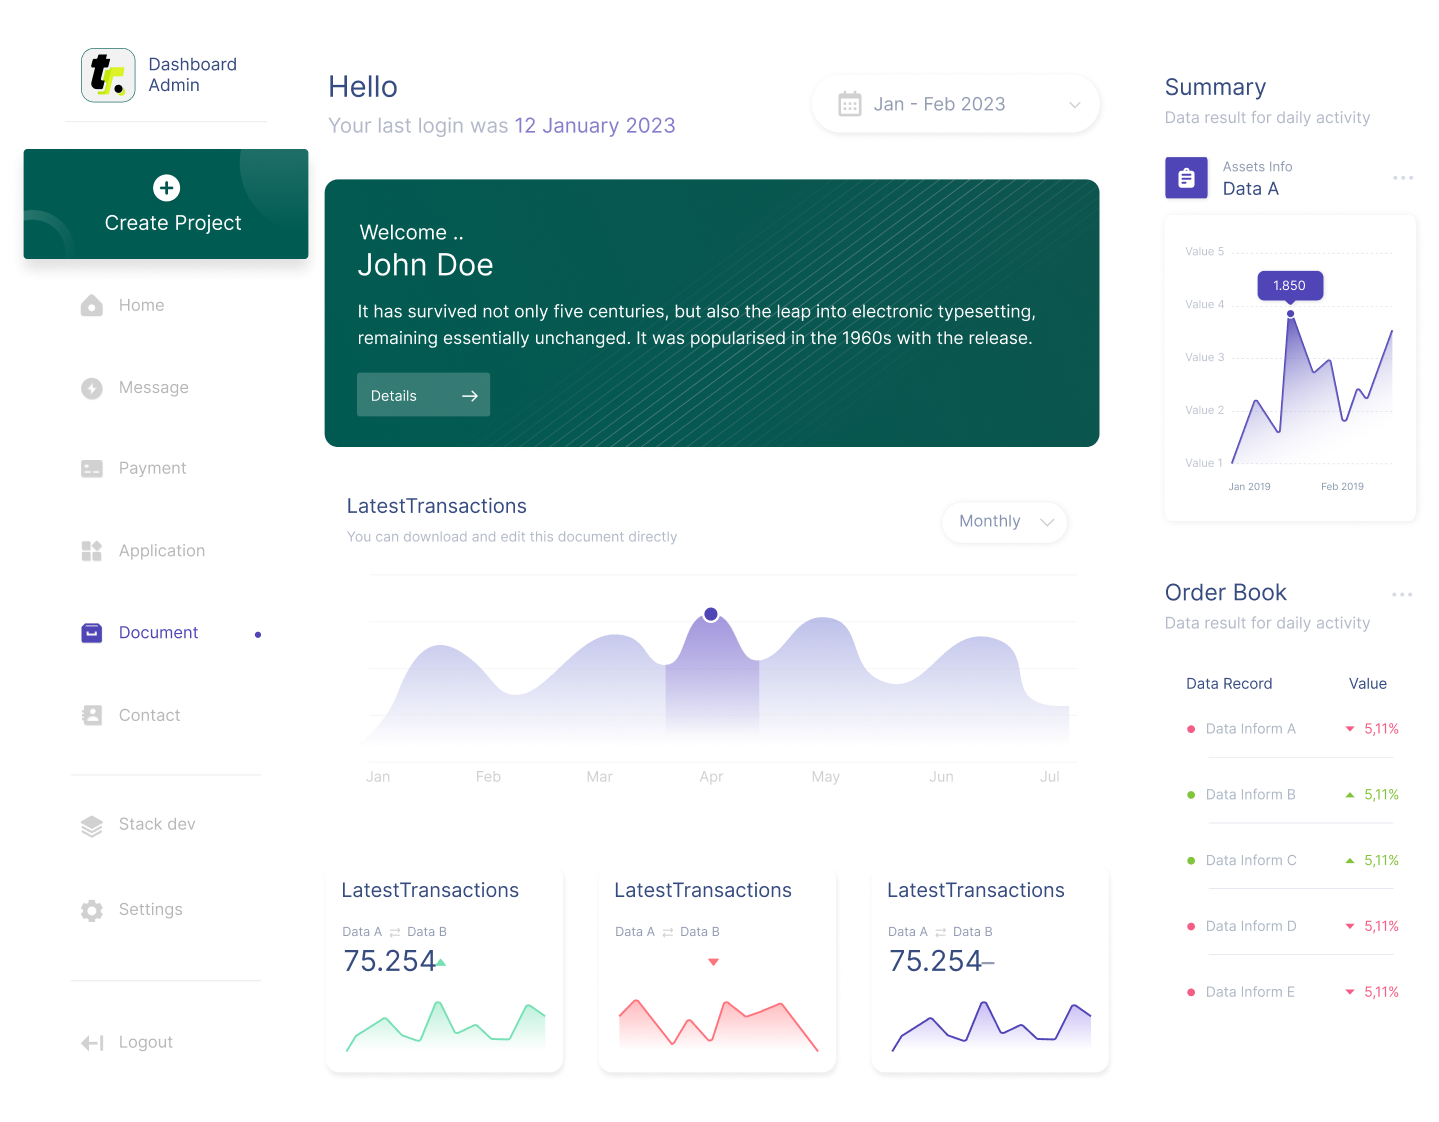 tr.
Dashboard
Admin
Create Project
Home
Message
Payment
Application
Document
Contact
Stack dev
Settings
Logout
Hello
Your last login was 12 January 2023
Jan - Feb 2023
Welcome ..
John Doe
It has survived not only five centuries, but also the leap into electronic typesetting,
remaining essentially unchanged. It was popularised in the 1960s with the release.
Details
LatestTransactions
You can download and edit this document directly
Monthly
Jan Feb Mar Apr May Jun Jul
LatestTransactions
Data A Data B
75.254
LatestTransactions
Data A Data B
LatestTransactions
Data A Data B
75.254
Summary
Data result for daily activity
Assets Info
Data A
Value 5
1.850
Value 4
Value 3
Value 2
Value 1
Jan 2019 Feb 2019
Order Book
Data result for daily activity
Data Record Value
Data Inform A 5,11%
Data Inform B 5,11%
Data Inform C 5,11%
Data Inform D 5,11%
Data Inform E 5,11%